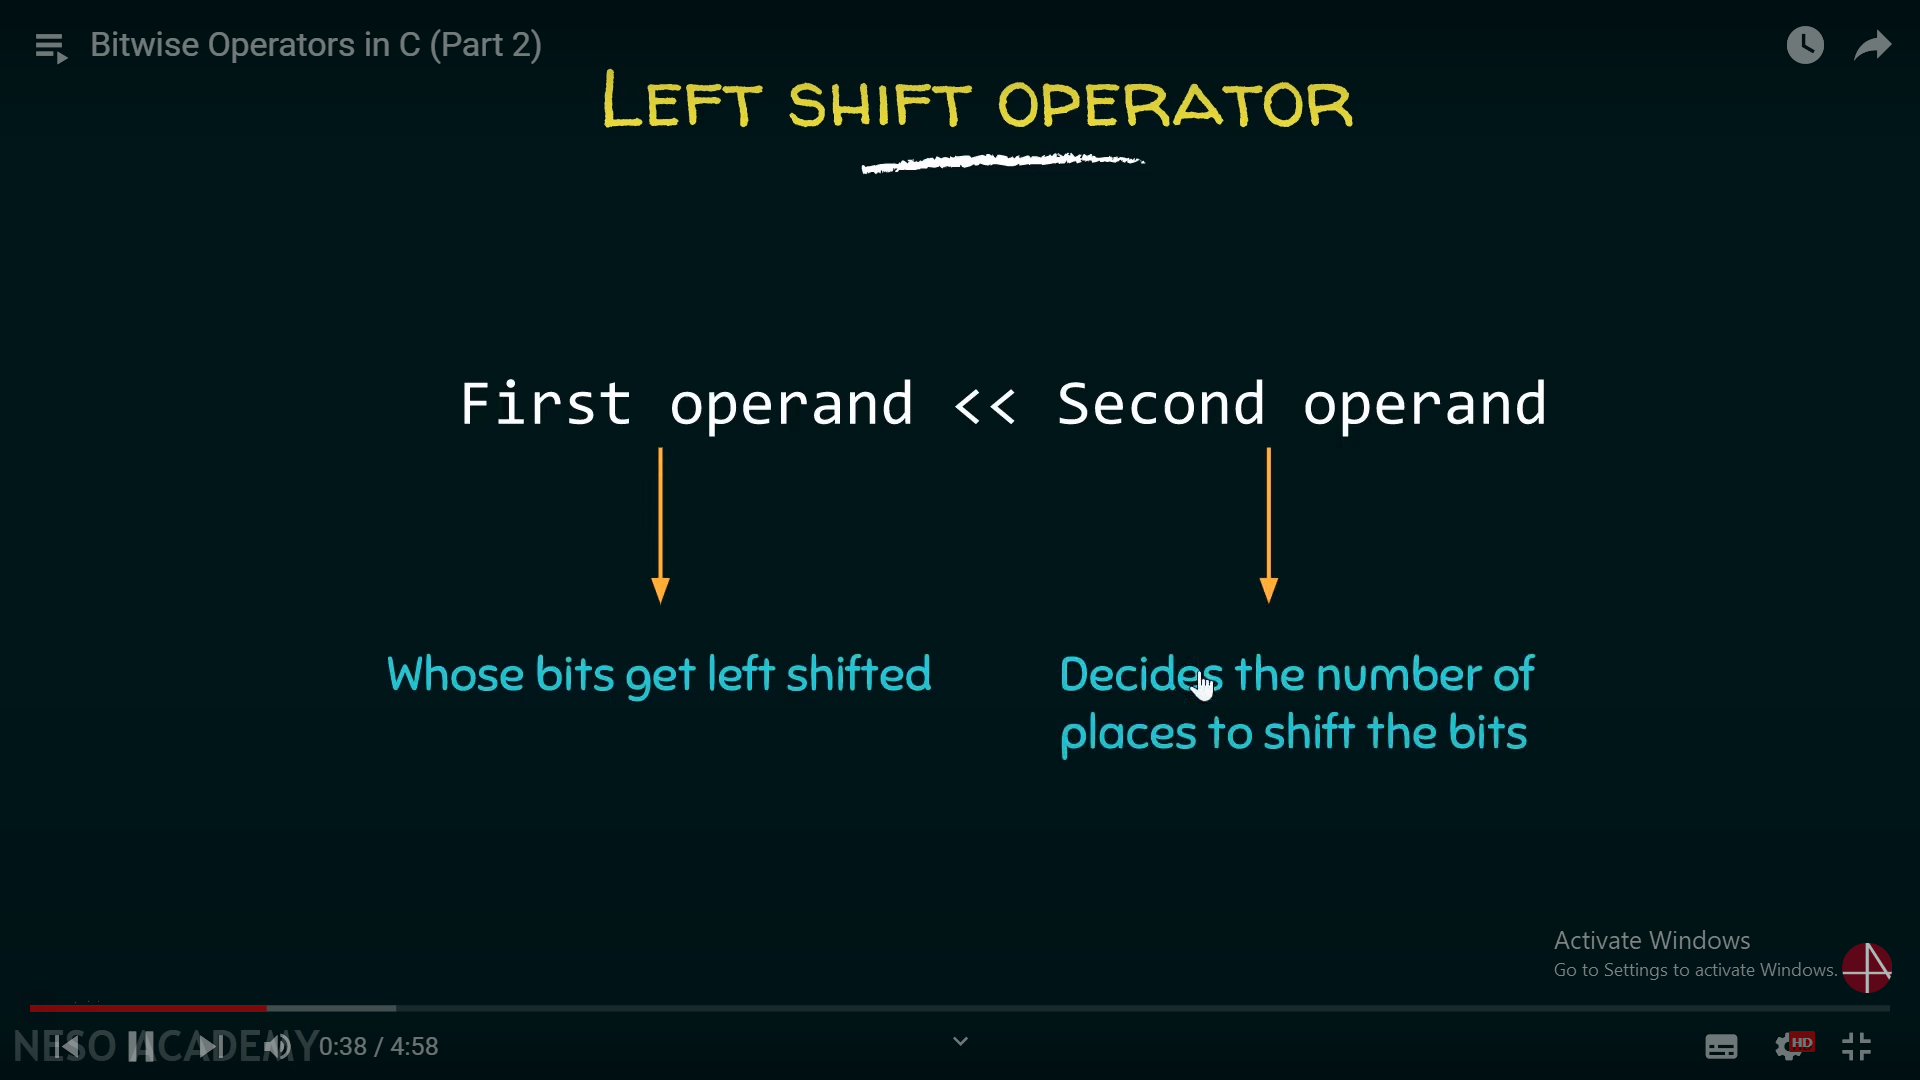 Bitwise Operators in C (Part 2)
LEFT SHIFT OPERATOR
First operand << Second operand
Whose bits get left shifted
Decides the number of
places to shift the bits
Activate Windows
Go to Settings to activate Windows.
NESO ACADEMY
0:38 / 4:58
HD